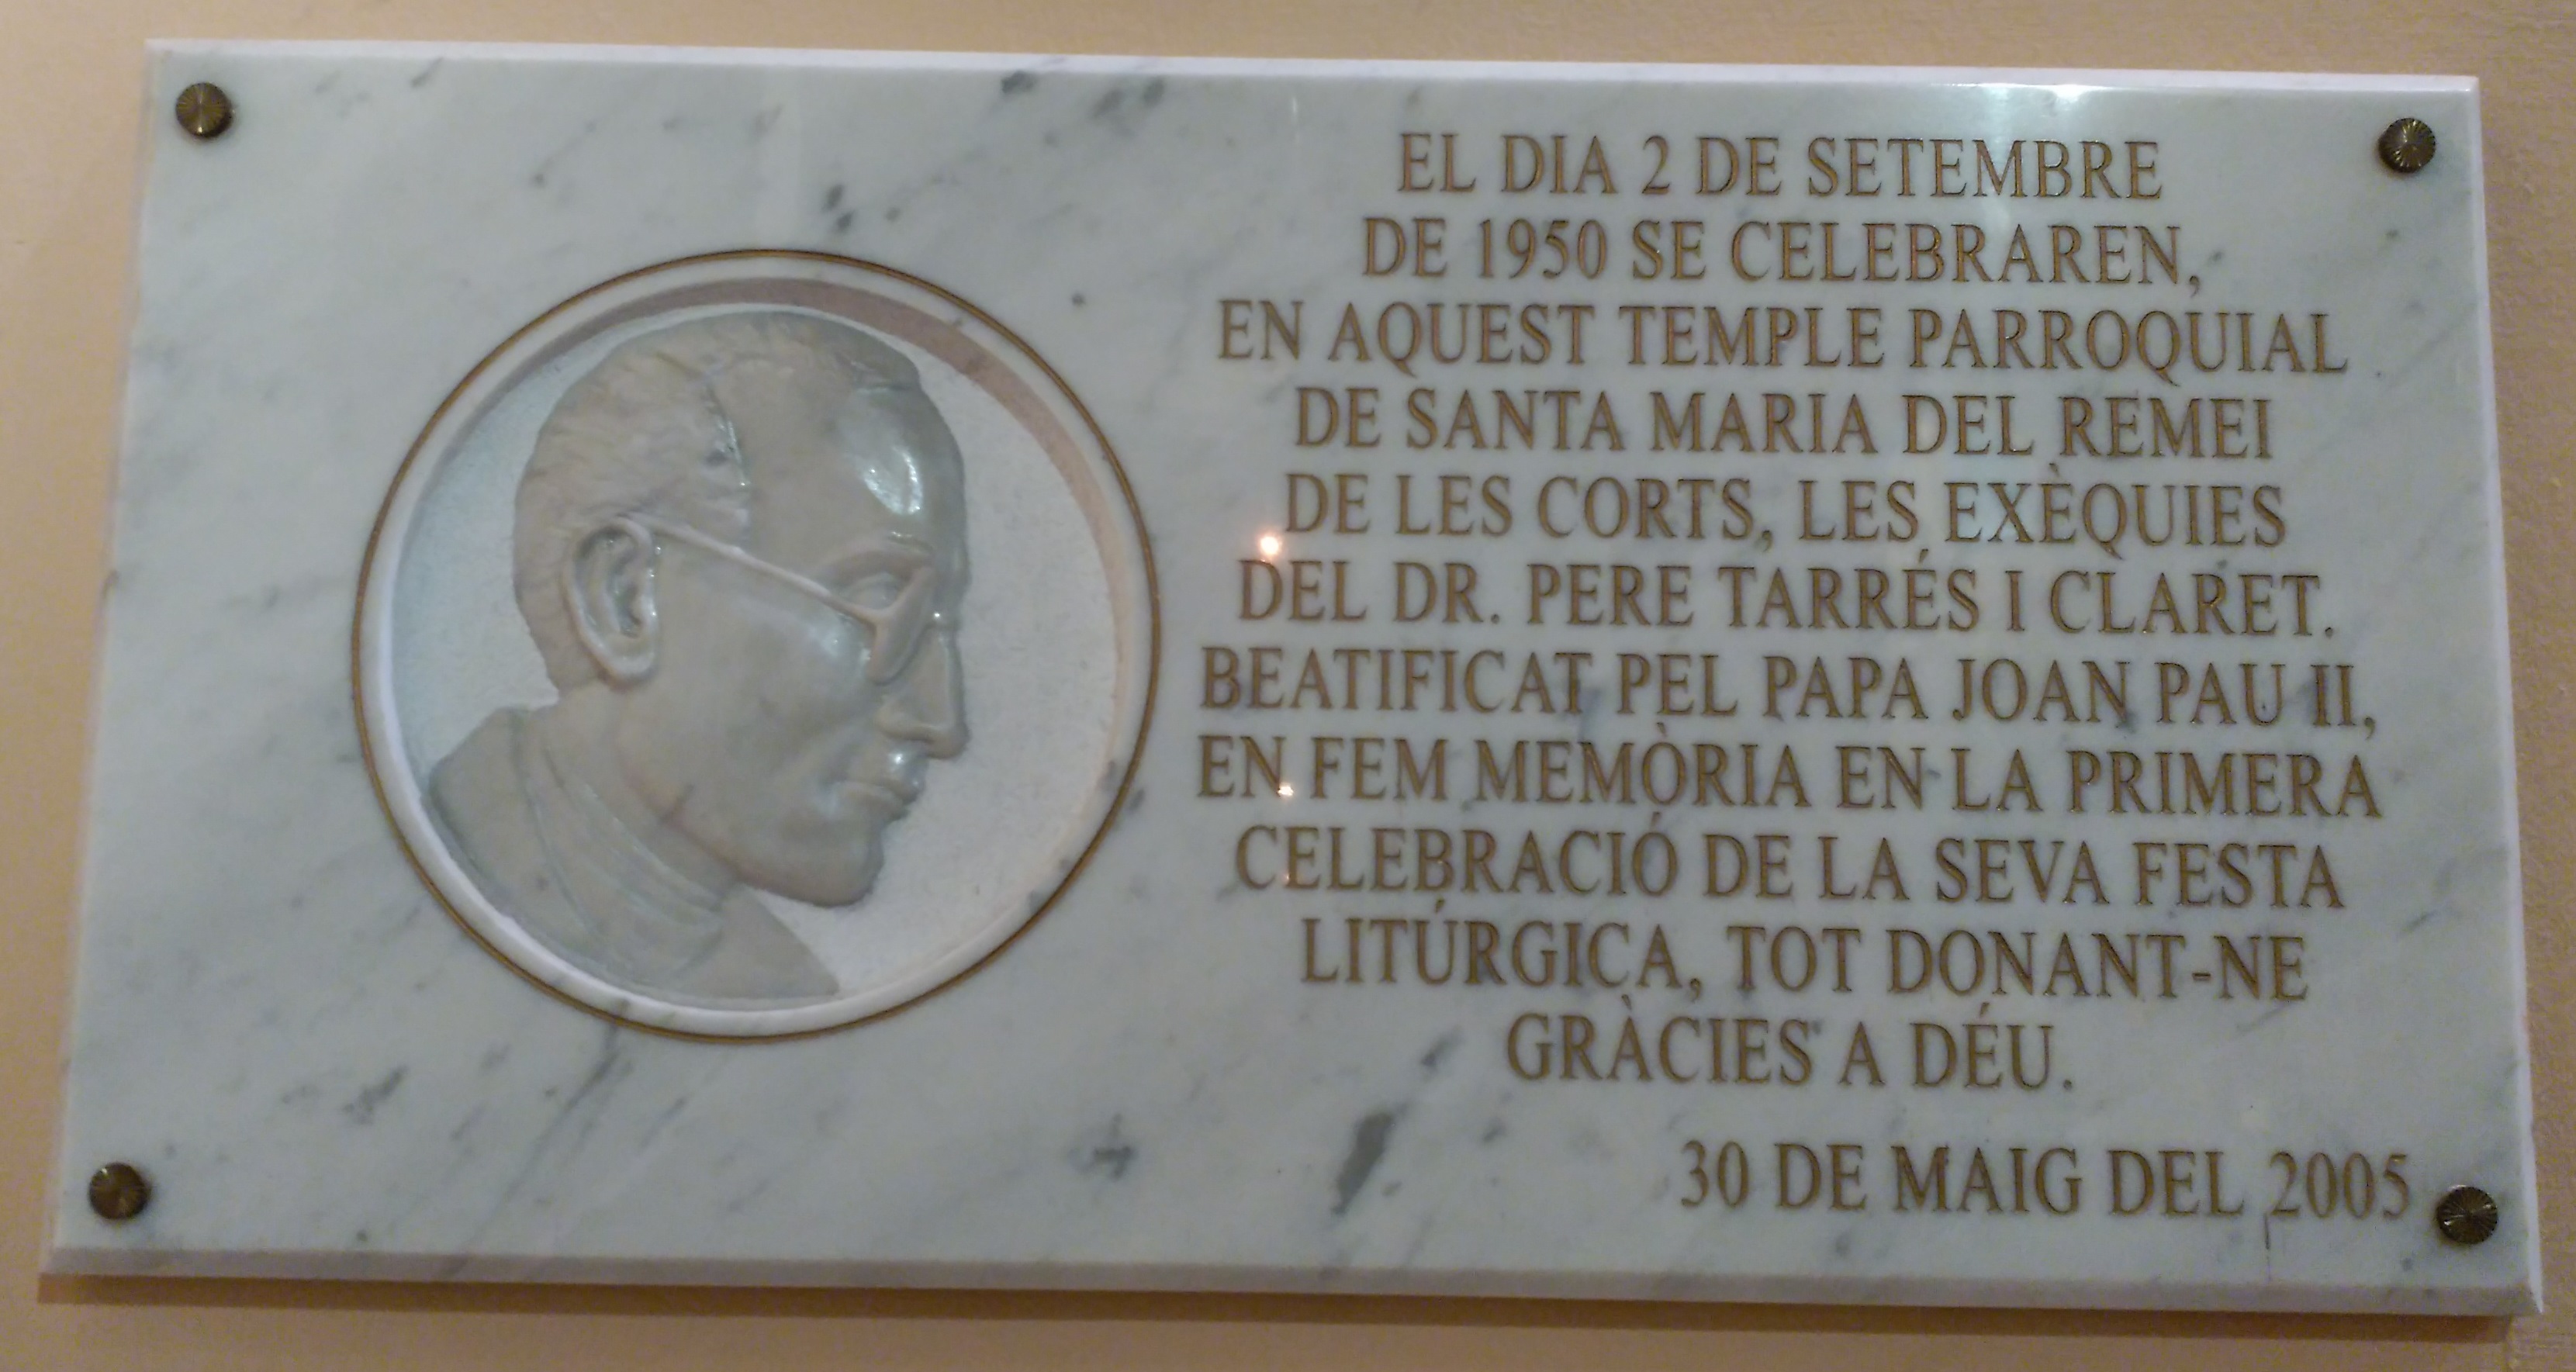 EL DIA 2 DE SETEMBRE
DE 1950 SE CELEBRAREN,
EN AQUEST TEMPLE PARROQUIAL
DE SANTA MARIA DEL REMEI
DE LES CORTS, LES EXÈQUIES
DEL DR. PERE TARRÉS I CLARET.
BEATIFICAT PEL PAPA JOAN PAU II,
EN FEM MEMÒRIA EN LA PRIMERA
CELEBRACIÓ DE LA SEVA FESTA
LITÚRGICA, TOT DONANT-NE
GRÀCIES A DÉU.
30 DE MAIG DEL 2005